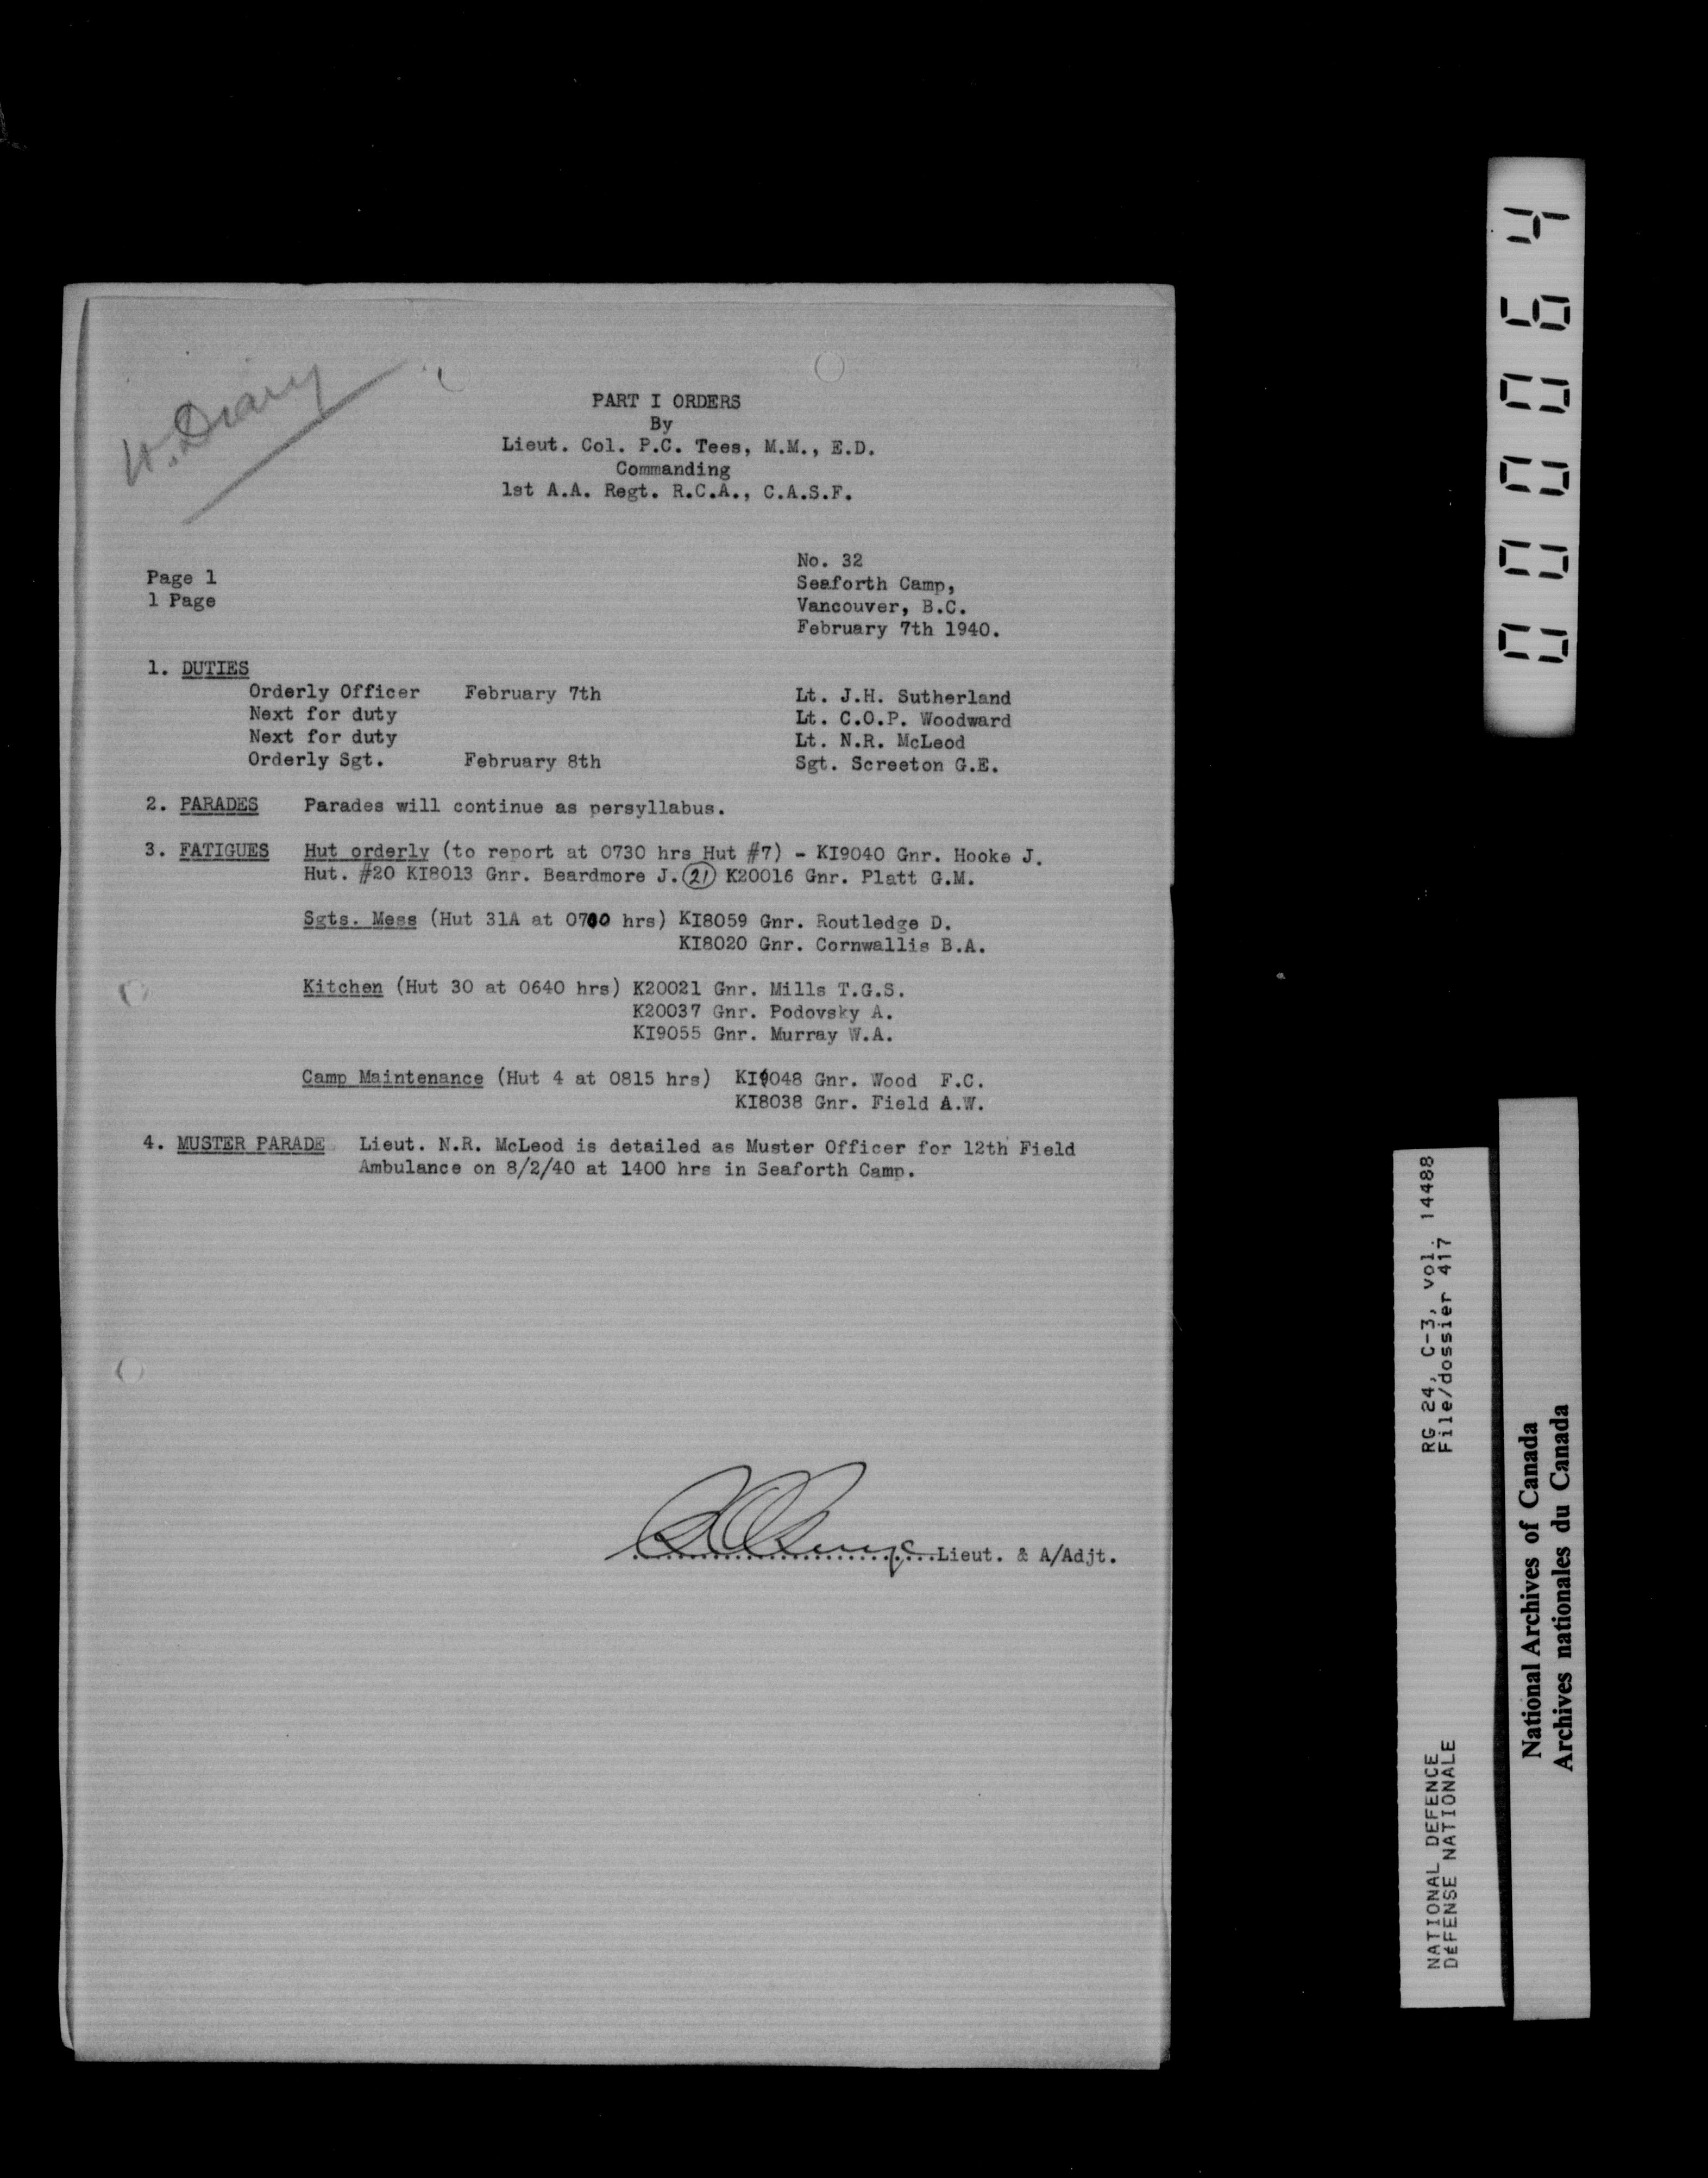 W. Diary
PART I ORDERS
By
Lieut. Col. P.C. Tees, M.M., E.D.
Commanding
1st A.A. Regt. R.C.A., C.A.S.F.
No. 32
Page 1 Seaforth Camp,
1 Page Vancouver, B.C.
February 7th 1940.
1. DUTIES
Orderly Officer February 7th Lt. J.H. Sutherland
Next for duty Lt. C.O.P. Woodward
Next for duty Lt. N.R. McLeod
Orderly Sgt. February 8th Sgt. Screeton G.E.
2. PARADES Parades will continue as persyllabus.
3. FATIGUES Hut orderly (to report at 0730 hrs Hut #7) - KI9040 Gnr. Hooke J.
Hut. #20 KI8013 Gnr. Beardmore J. 21 K20016 Gnr. Platt G.M.
Sgts. Mess (Hut 31A at 0700 hrs) KI8059 Gnr. Routledge D.
KI8020 Gnr. Cornwallis B.A.
Kitchen (Hut 30 at 0640 hrs) K20021 Gnr. Mills T.G.S.
K20037 Gnr. Podovsky A.
KI9055 Gnr. Murray W.A.
Camp Maintenance (Hut 4 at 0815 hrs) KI9048 Gnr. Wood F.C.
KI8038 Gnr. Field A.W.
4. MUSTER PARADE Lieut. N.R. McLeod is detailed as Muster Officer for 12th Field
Ambulance on 8/2/40 at 1400 hrs in Seaforth Camp.
Lieut. & A/Adjt.
000064
RG 24, C-3, vol. 14488
File/dossier 417
NATIONAL DEFENCE
DÉFENSE NATIONALE
National Archives of Canada
Archives nationales du Canada